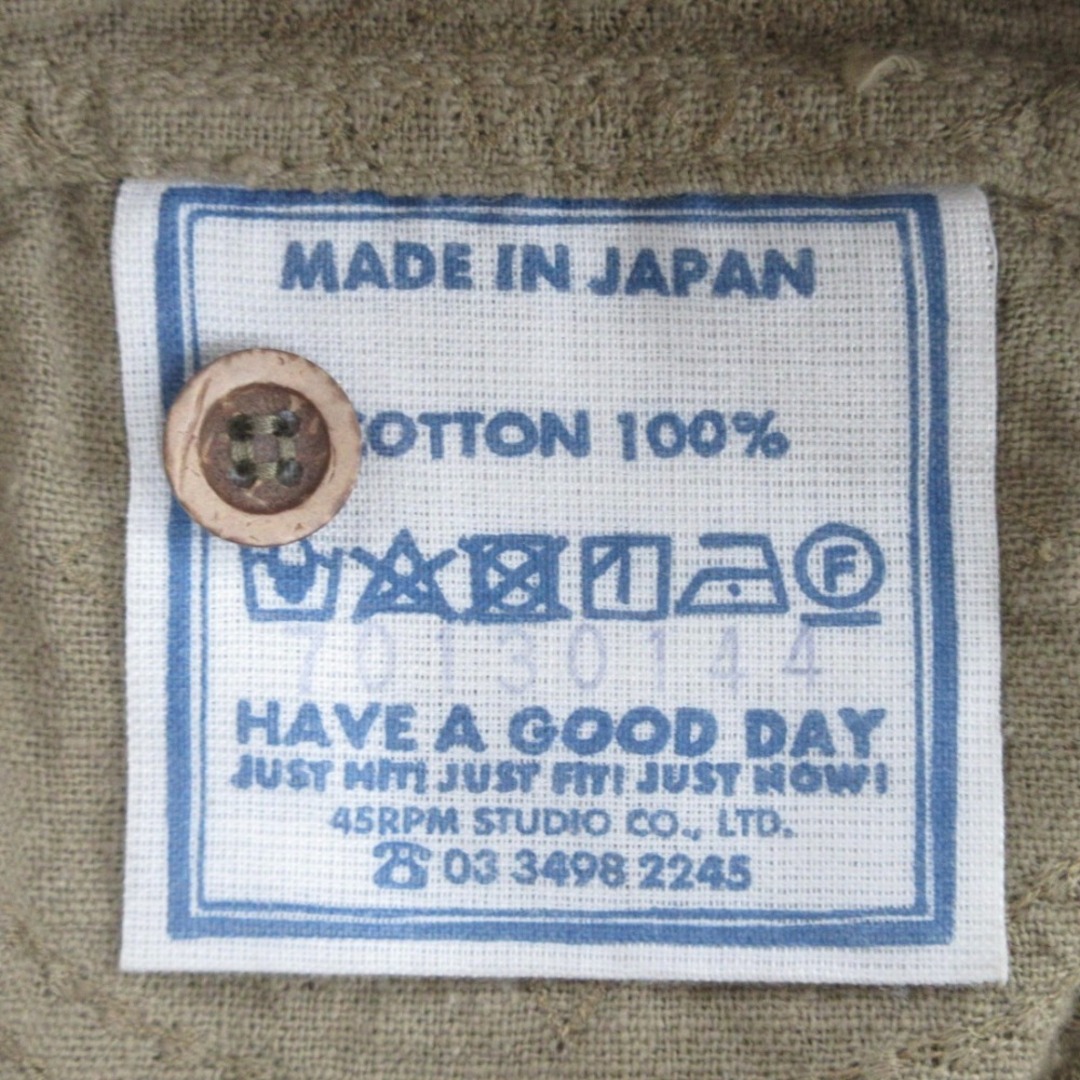 MADE IN JAPAN
COTTON 100%
F
70130144
HAVE A GOOD DAY
JUST HIT! JUST FIT! JUST NOW!
45RPM STUDIO CO., LTD.
☎ 03 3498 2245